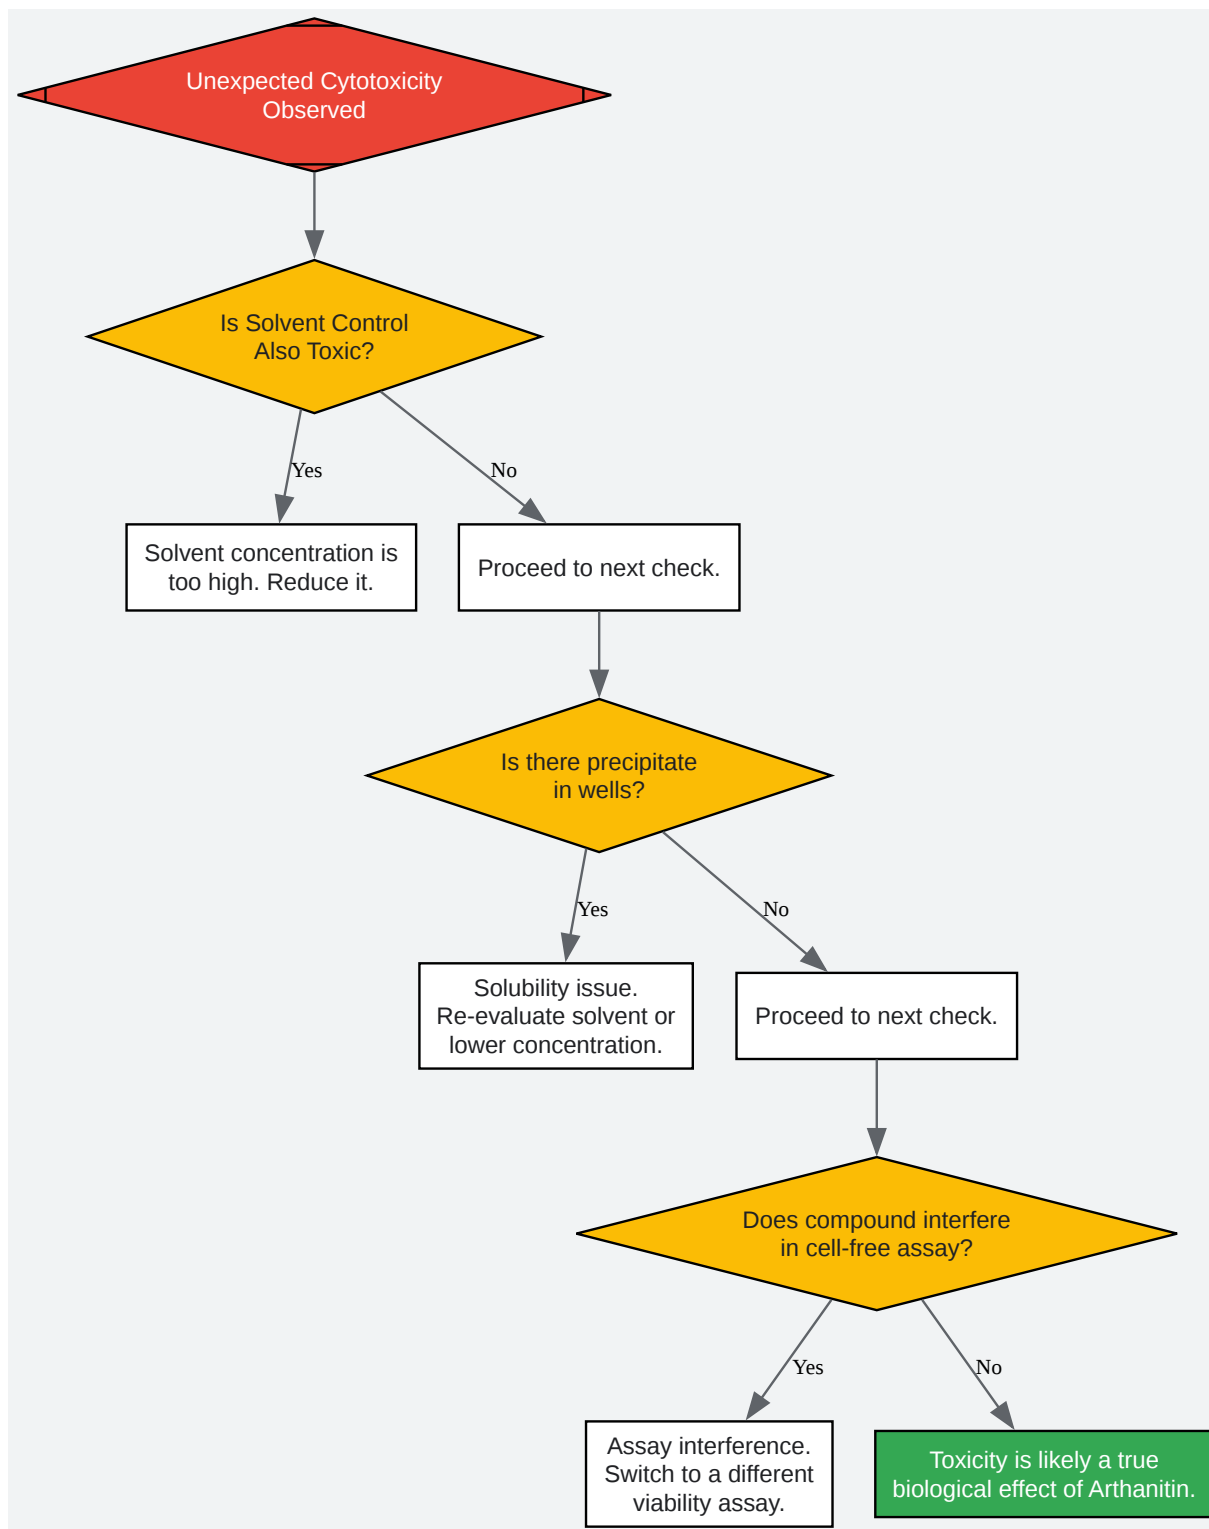 Unexpected Cytotoxicity
Observed
Is Solvent Control
Also Toxic?
Yes
No
Solvent concentration is
too high. Reduce it.
Proceed to next check.
Is there precipitate
in wells?
Yes
No
Solubility issue.
Re-evaluate solvent or
lower concentration.
Proceed to next check.
Does compound interfere
in cell-free assay?
Yes
No
Assay interference.
Switch to a different
viability assay.
Toxicity is likely a true
biological effect of Arthanitin.